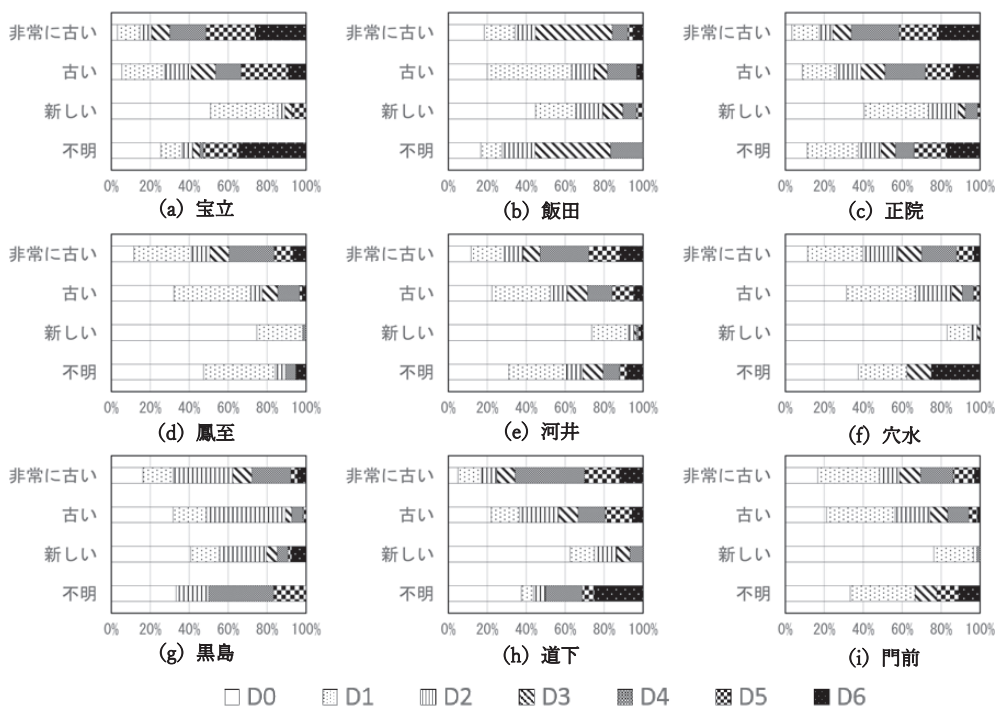 非常に古い
古い
新しい
不明
0% 20% 40% 60% 80% 100%
(a) 宝立
非常に古い
古い
新しい
不明
0% 20% 40% 60% 80% 100%
(b) 飯田
非常に古い
古い
新しい
不明
0% 20% 40% 60% 80% 100%
(c) 正院
非常に古い
古い
新しい
不明
0% 20% 40% 60% 80% 100%
(d) 鳳至
非常に古い
古い
新しい
不明
0% 20% 40% 60% 80% 100%
(e) 河井
非常に古い
古い
新しい
不明
0% 20% 40% 60% 80% 100%
(f) 穴水
非常に古い
古い
新しい
不明
0% 20% 40% 60% 80% 100%
(g) 黒島
非常に古い
古い
新しい
不明
0% 20% 40% 60% 80% 100%
(h) 道下
非常に古い
古い
新しい
不明
0% 20% 40% 60% 80% 100%
(i) 門前
D0 D1 D2 D3 D4 D5 D6